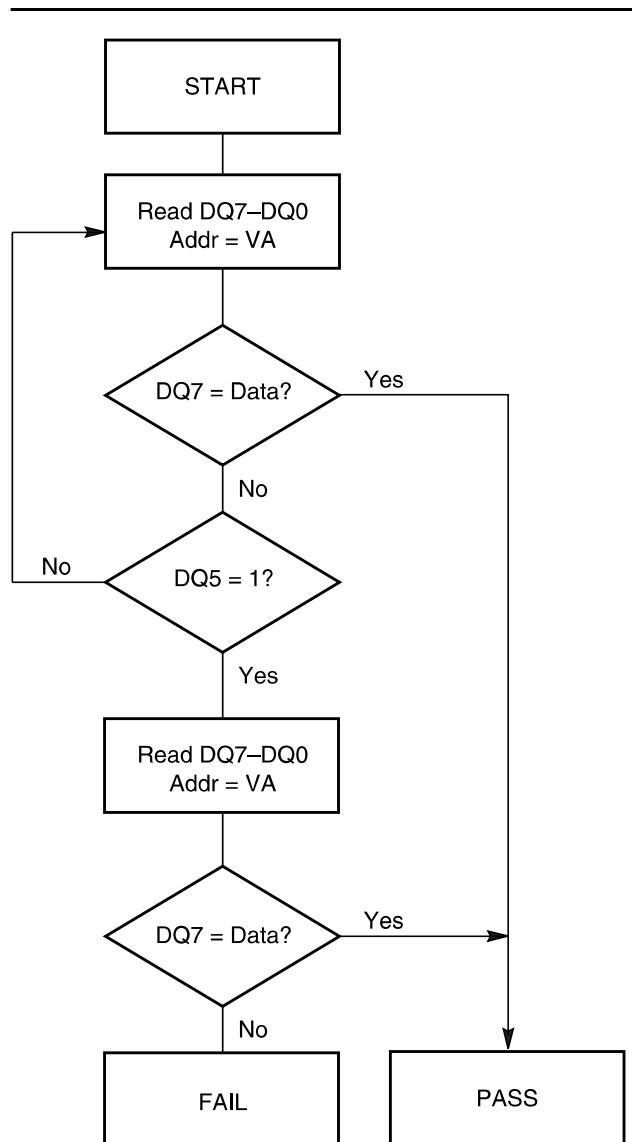 START
Read DQ7–DQ0
Addr = VA
DQ7 = Data?
Yes
No
DQ5 = 1?
No
Yes
Read DQ7–DQ0
Addr = VA
DQ7 = Data?
Yes
No
FAIL
PASS